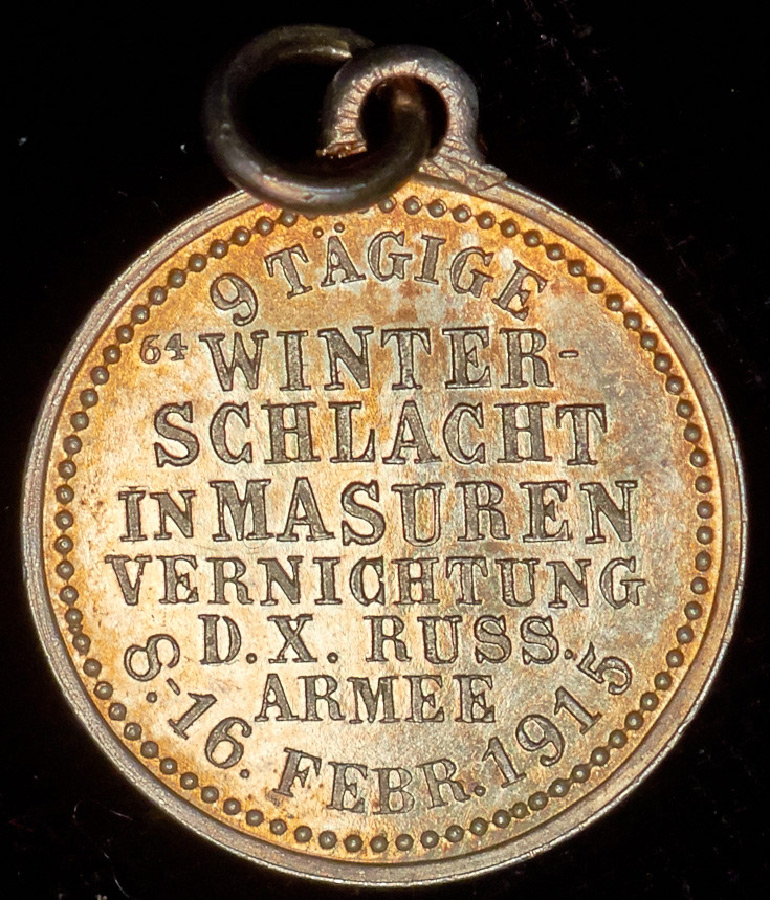 9 TÄGIGE
64 WINTER-
SCHLACHT
IN MASUREN
VERNICHTUNG
D. X. RUSS.
ARMEE
8.-16. FEBR. 1915